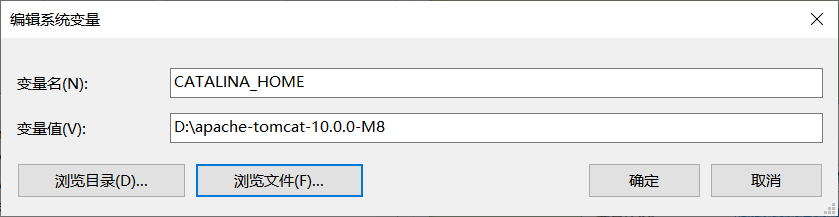 编辑系统变量
变量名(N): CATALINA_HOME
变量值(V): D:\apache-tomcat-10.0.0-M8
浏览目录(D)... 浏览文件(F)... 确定 取消